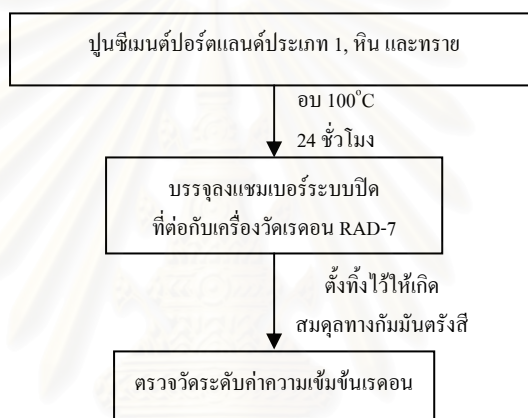 ปูนซีเมนต์ปอร์ตแลนด์ประเภท 1, หิน และทราย
อบ 100°C
24 ชั่วโมง
บรรจุลงแชมเบอร์ระบบปิด
ที่ต่อกับเครื่องวัดเรดอน RAD-7
ตั้งทิ้งไว้ให้เกิด
สมดุลทางกัมมันตรังสี
ตรวจวัดระดับค่าความเข้มข้นเรดอน